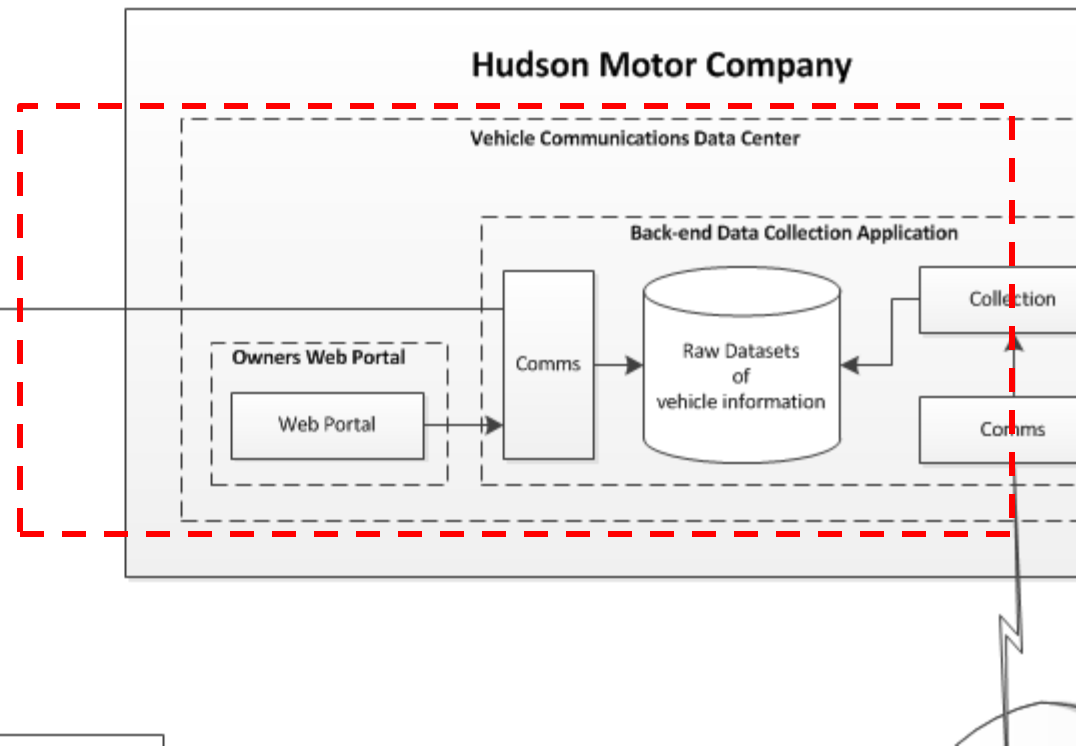 Hudson Motor Company
Vehicle Communications Data Center
Back-end Data Collection Application
Collection
Owners Web Portal
Comms
Raw Datasets
of
vehicle information
Web Portal
Comms